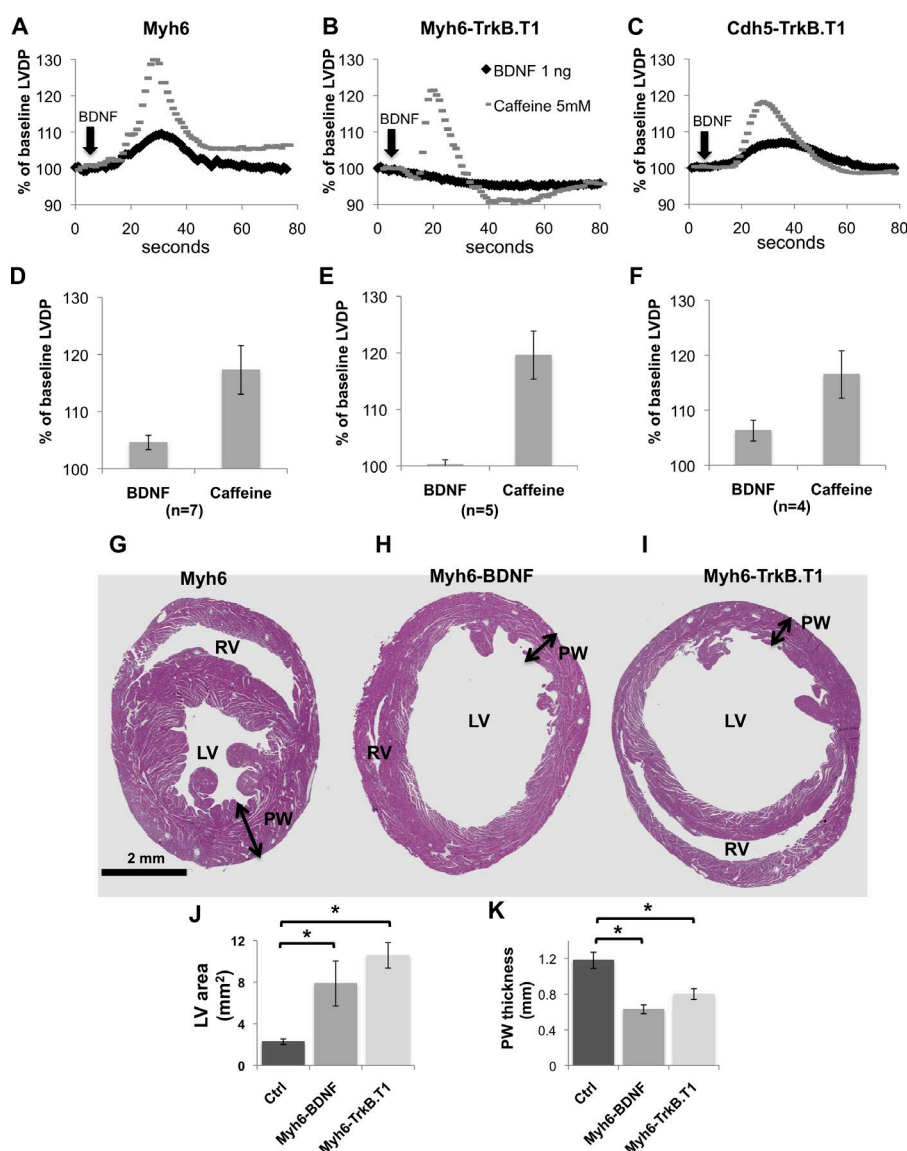 A Myh6
% of baseline LVDP
130
120
110
100
90
BDNF
0 20 40 60 80
seconds
B Myh6-TrkB.T1
% of baseline LVDP
130
120
110
100
90
BDNF
BDNF 1 ng
Caffeine 5mM
0 20 40 60 80
seconds
C Cdh5-TrkB.T1
% of baseline LVDP
130
120
110
100
90
BDNF
0 20 40 60 80
seconds
D
% of baseline LVDP
130
120
110
100
BDNF Caffeine
(n=7)
E
% of baseline LVDP
130
120
110
100
BDNF Caffeine
(n=5)
F
% of baseline LVDP
130
120
110
100
BDNF Caffeine
(n=4)
G
Myh6
RV
LV
PW
2 mm
H
Myh6-BDNF
PW
LV
RV
I
Myh6-TrkB.T1
PW
LV
RV
J
LV area
(mm²)
12
8
4
0
*
*
Ctrl
Myh6-BDNF
Myh6-TrkB.T1
K
PW thickness
(mm)
1.2
0.8
0.4
0
*
*
Ctrl
Myh6-BDNF
Myh6-TrkB.T1